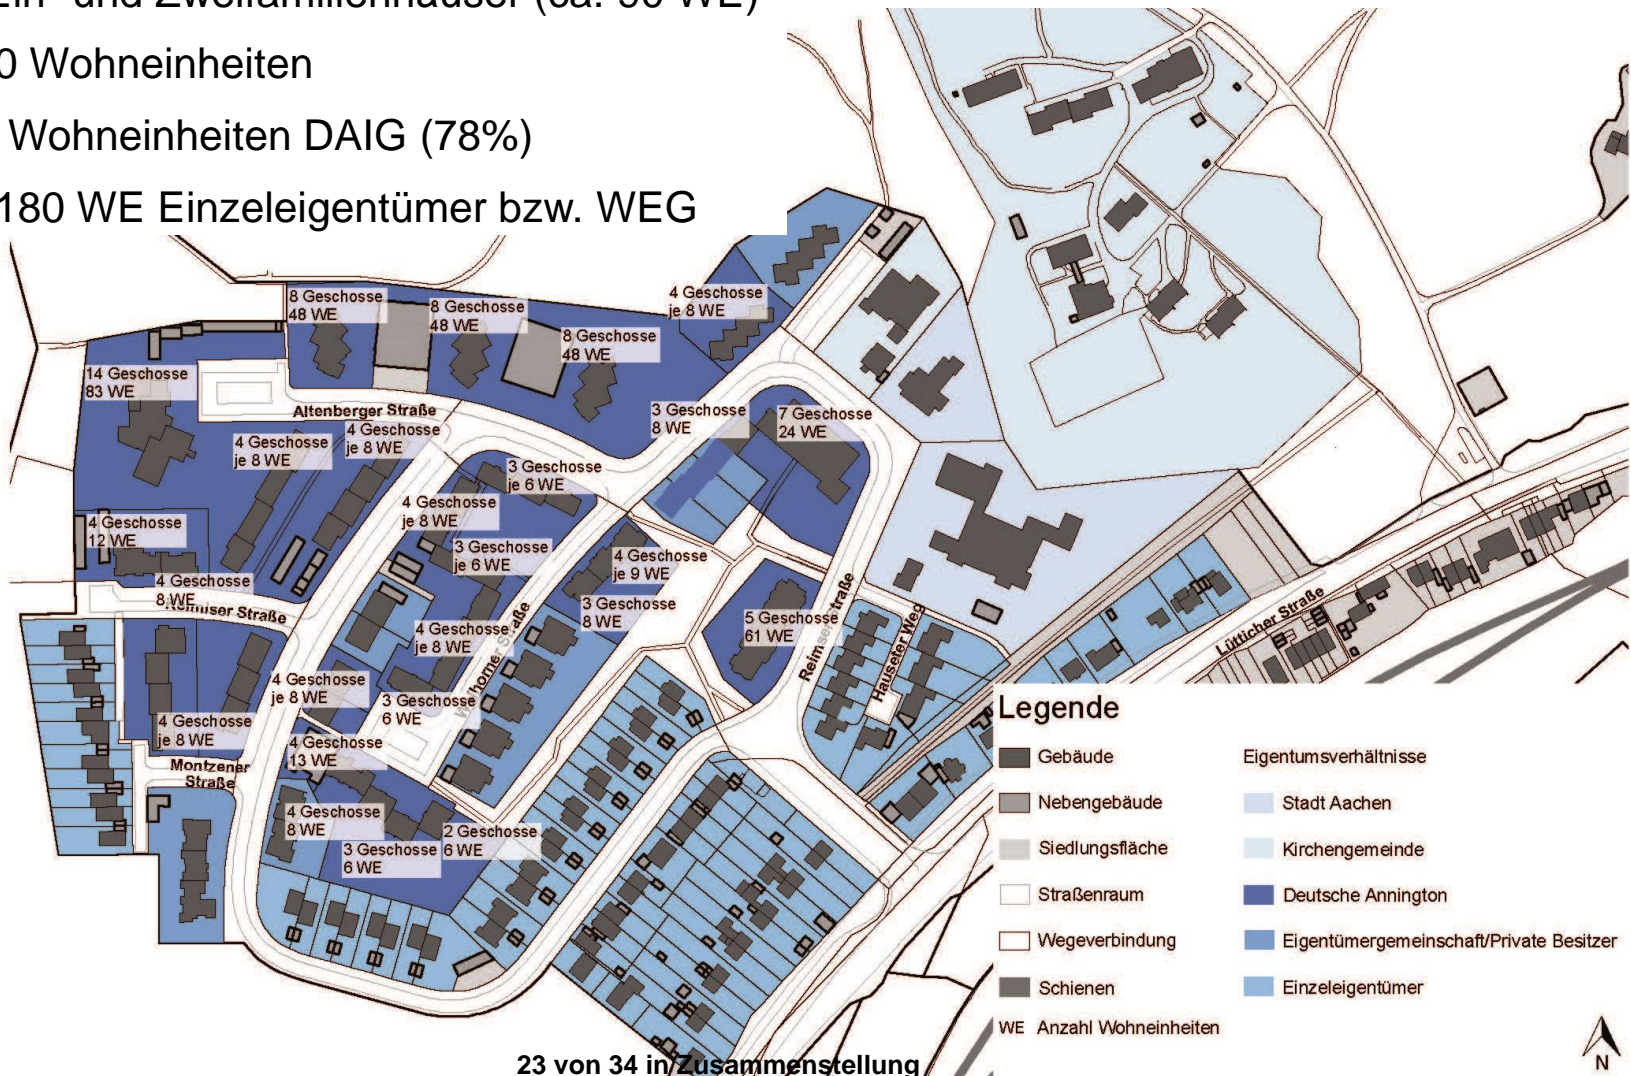 Ein- und Zweifamilienhäuser (ca. 90 WE)
0 Wohneinheiten
Wohneinheiten DAIG (78%)
180 WE Einzeleigentümer bzw. WEG
8 Geschosse
48 WE
8 Geschosse
48 WE
8 Geschosse
48 WE
4 Geschosse
je 8 WE
14 Geschosse
83 WE
Altenberger Straße
4 Geschosse
je 8 WE
4 Geschosse
je 8 WE
3 Geschosse
8 WE
7 Geschosse
24 WE
3 Geschosse
je 6 WE
4 Geschosse
je 8 WE
4 Geschosse
12 WE
3 Geschosse
je 6 WE
4 Geschosse
je 9 WE
4 Geschosse
8 WE
Straße
3 Geschosse
8 WE
5 Geschosse
61 WE
4 Geschosse
je 8 WE
Straße
Hauseter Weg
Lütticher Straße
4 Geschosse
je 8 WE
3 Geschosse
6 WE
4 Geschosse
je 8 WE
4 Geschosse
13 WE
Montzener
Straße
4 Geschosse
8 WE
3 Geschosse
6 WE
2 Geschosse
6 WE
Legende
Gebäude
Nebengebäude
Siedlungsfläche
Straßenraum
Wegeverbindung
Schienen
WE Anzahl Wohneinheiten
Eigentumsverhältnisse
Stadt Aachen
Kirchengemeinde
Deutsche Annington
Eigentümergemeinschaft/Private Besitzer
Einzeleigentümer
N
23 von 34 in Zusammenstellung